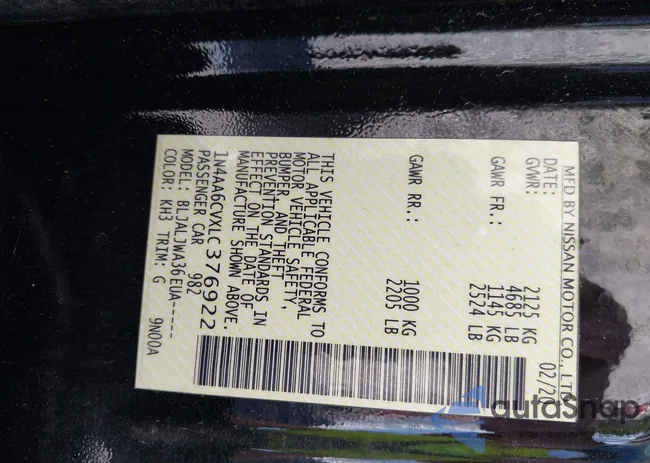 MFD BY NISSAN MOTOR CO., LTD
DATE: 02/20
GVWR: 2125 KG
4685 LB
GAWR FR.: 1145 KG
2524 LB
GAWR RR.: 1000 KG
2205 LB
THIS VEHICLE CONFORMS TO
ALL APPLICABLE FEDERAL
MOTOR VEHICLE SAFETY,
BUMPER, AND THEFT
PREVENTION STANDARDS IN
EFFECT ON THE DATE OF
MANUFACTURE SHOWN ABOVE.
1N4AA6CVXLC376922
PASSENGER CAR 982
MODEL: BLJALJWA36EUA-----
COLOR: KH3 TRIM: G 9N00A
autoSnap